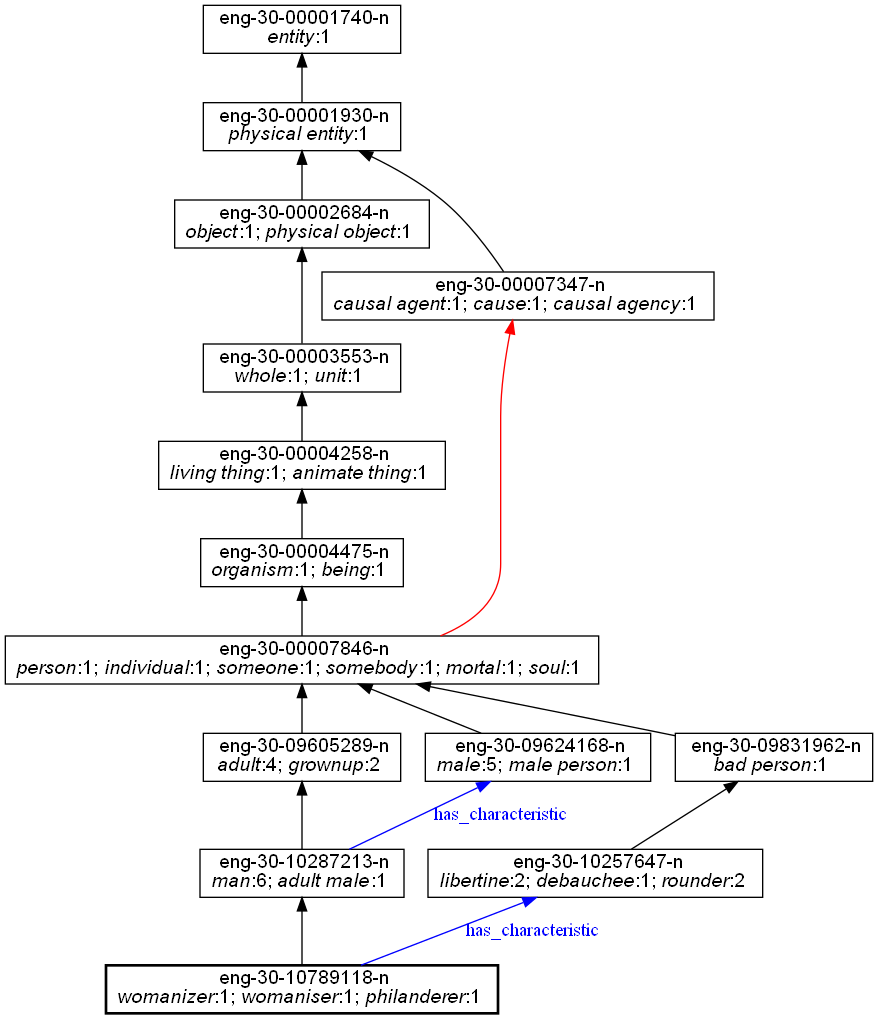 eng-30-00001740-n
entity:1
eng-30-00001930-n
physical entity:1
eng-30-00002684-n
object:1; physical object:1
eng-30-00007347-n
causal agent:1; cause:1; causal agency:1
eng-30-00003553-n
whole:1; unit:1
eng-30-00004258-n
living thing:1; animate thing:1
eng-30-00004475-n
organism:1; being:1
eng-30-00007846-n
person:1; individual:1; someone:1; somebody:1; mortal:1; soul:1
eng-30-09605289-n
adult:4; grownup:2
eng-30-09624168-n
male:5; male person:1
eng-30-09831962-n
bad person:1
has_characteristic
eng-30-10287213-n
man:6; adult male:1
eng-30-10257647-n
libertine:2; debauchee:1; rounder:2
has_characteristic
eng-30-10789118-n
womanizer:1; womaniser:1; philanderer:1